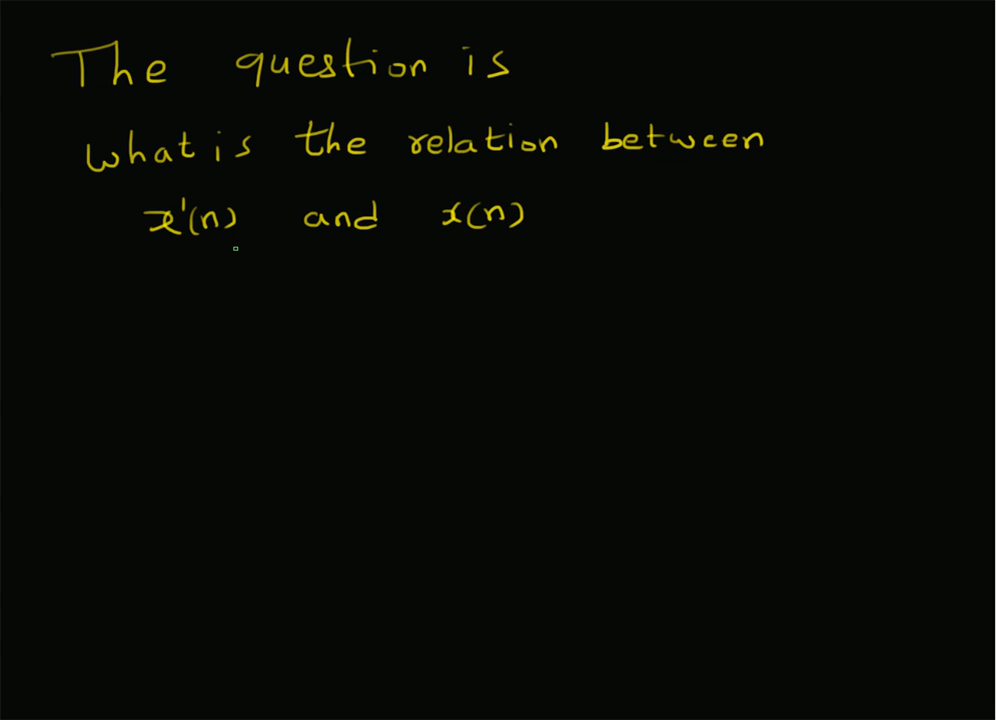 The question is
what is the relation between
x'(n) and x(n)